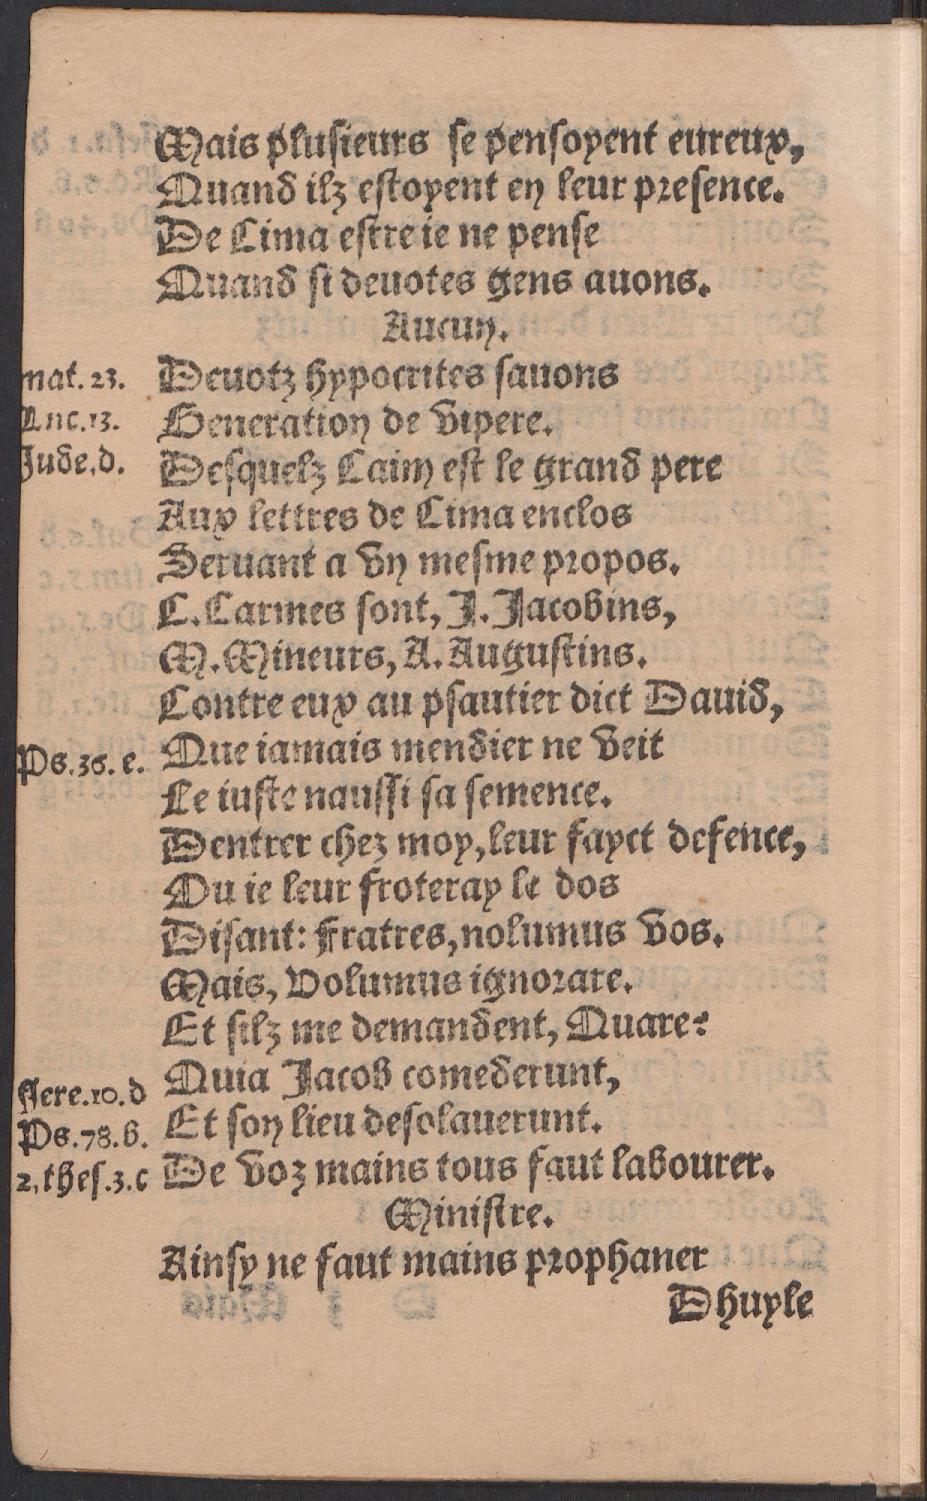 Mais plusieurs se pensoyent eureux,
Quand ilz estoyent en leur presence.
De Cima estre ie ne pense
Quand si deuotes gens auons.
Aucun.
mat. 23. Deuotz hypocrites sauons
Luc. 13. Generation de vipere.
Jude. d. Desquelz Caim est le grand pere
Aux lettres de Cima enclos
Seruant a vn mesme propos.
C. Carmes sont, J. Jacobins,
M. Mineurs, A. Augustins.
Contre eux au psautier dict Dauid,
Ps. 36. e. Que iamais mendier ne veit
Le iuste naussi sa semence.
Dentrer chez moy, leur fayct defence,
Ou ie leur froteray le dos
Disant: Fratres, nolumus vos.
Mais, Volumus ignorare.
Et silz me demandent, Quare?
Iere. 10. d Quia Jacob comederunt,
Ps. 78. b. Et son lieu desolauerunt.
2. thes. 3. c De voz mains tous faut labourer.
Ministre.
Ainsy ne faut mains prophaner
Dhuyle